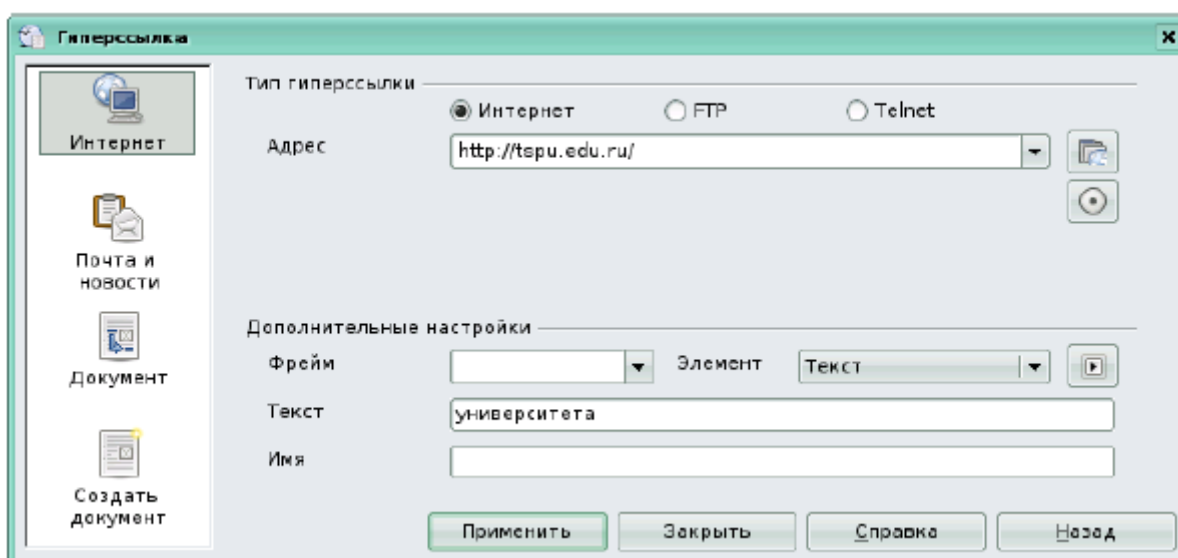 Гиперссылка
Интернет
Почта и
новости
Документ
Создать
документ
Тип гиперссылки
Интернет FTP Telnet
Адрес http://tspu.edu.ru/
Дополнительные настройки
Фрейм Элемент Текст
Текст университета
Имя
Применить Закрыть Справка Назад